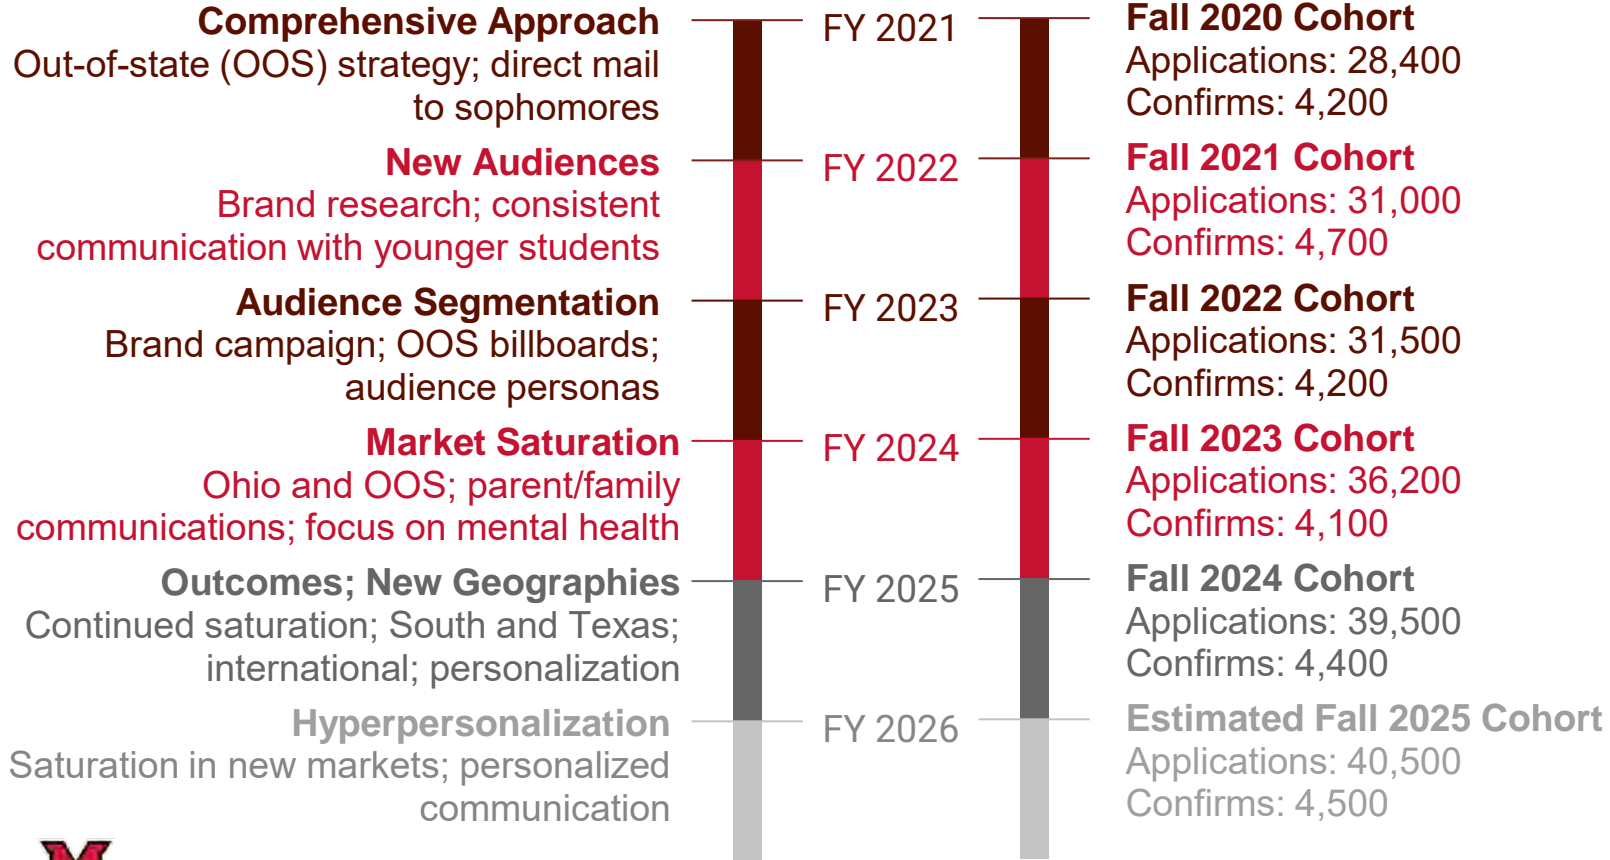 Comprehensive Approach
Out-of-state (OOS) strategy; direct mail
to sophomores
FY 2021
Fall 2020 Cohort
Applications: 28,400
Confirms: 4,200
New Audiences
Brand research; consistent
communication with younger students
FY 2022
Fall 2021 Cohort
Applications: 31,000
Confirms: 4,700
Audience Segmentation
Brand campaign; OOS billboards;
audience personas
FY 2023
Fall 2022 Cohort
Applications: 31,500
Confirms: 4,200
Market Saturation
Ohio and OOS; parent/family
communications; focus on mental health
FY 2024
Fall 2023 Cohort
Applications: 36,200
Confirms: 4,100
Outcomes; New Geographies
Continued saturation; South and Texas;
international; personalization
FY 2025
Fall 2024 Cohort
Applications: 39,500
Confirms: 4,400
Hyperpersonalization
Saturation in new markets; personalized
communication
FY 2026
Estimated Fall 2025 Cohort
Applications: 40,500
Confirms: 4,500